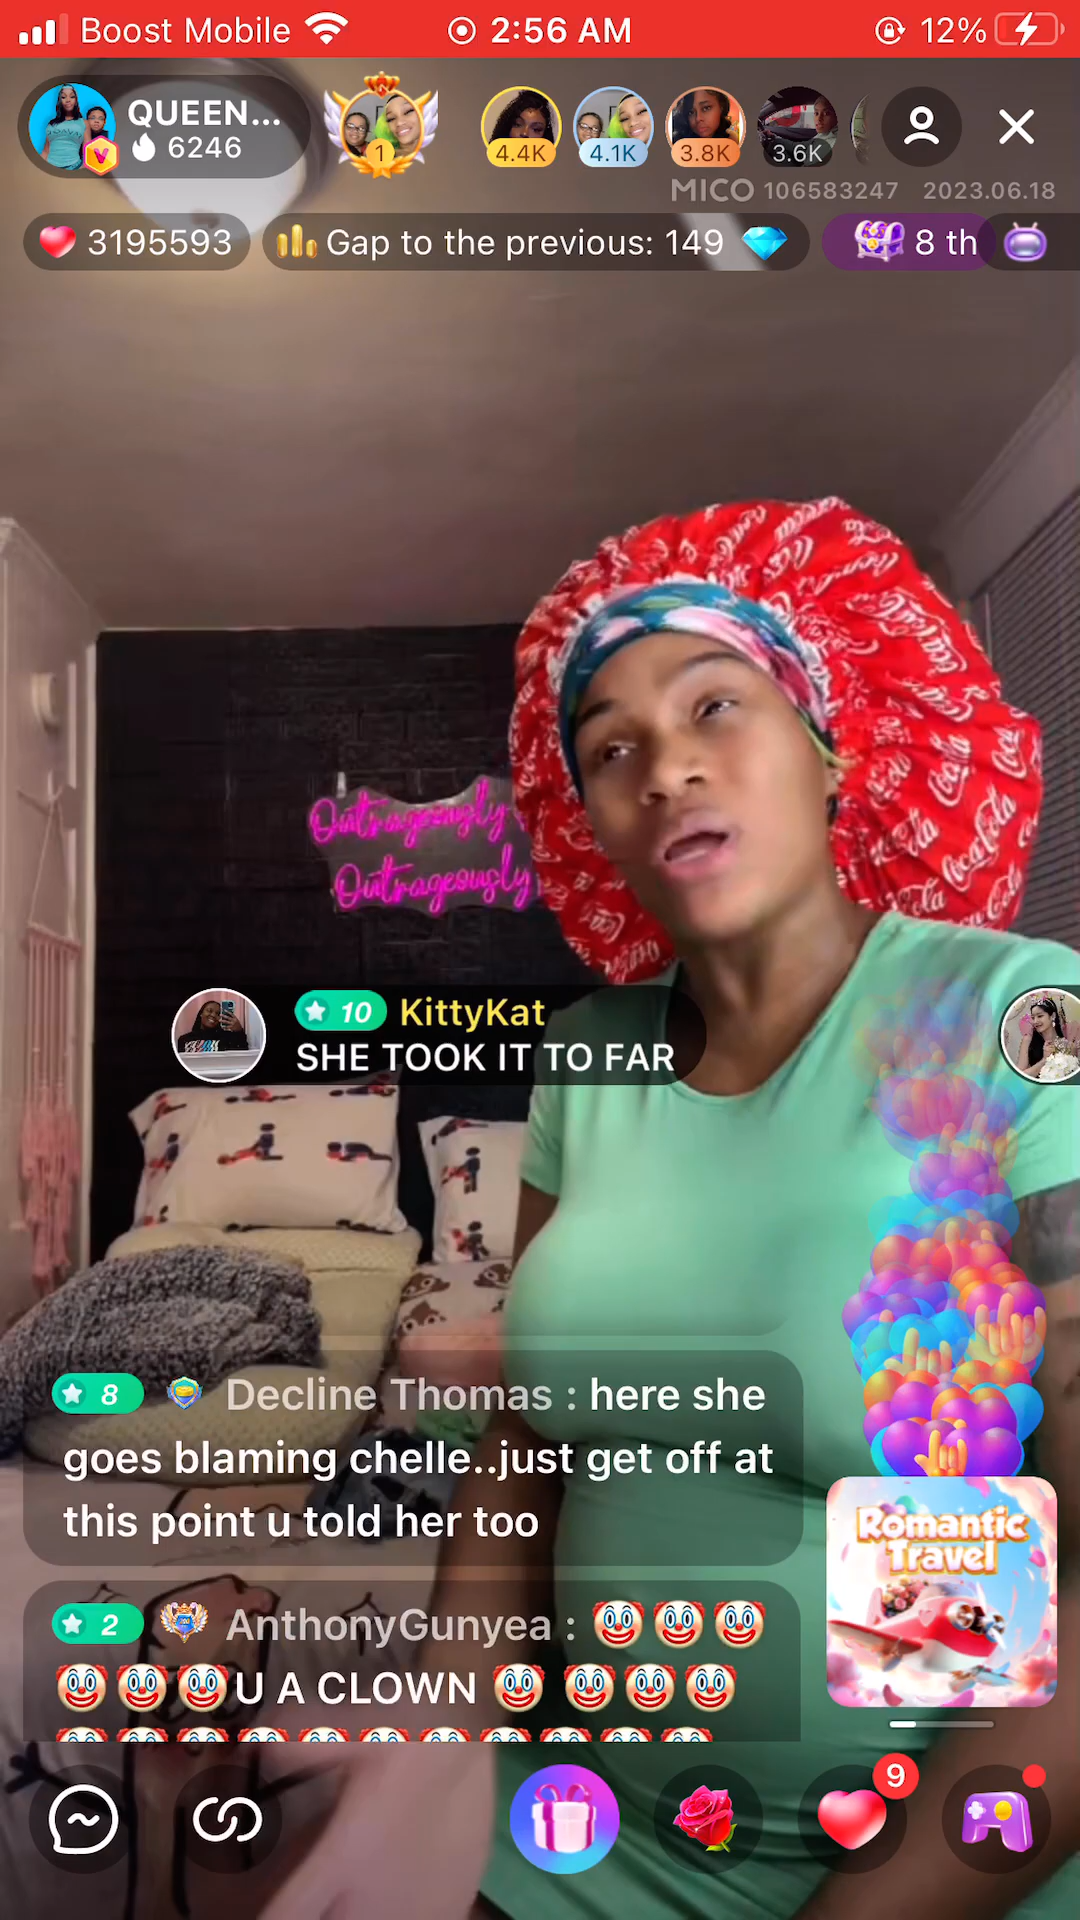 Boost Mobile 2:56 AM 12%
QUEEN...
6246
1
4.4K 4.1K 3.8K 3.6K
MICO 106583247 2023.06.18
3195593 Gap to the previous: 149 8 th
Outrageously
Outrageously
10 KittyKat
SHE TOOK IT TO FAR
8 Decline Thomas : here she
goes blaming chelle..just get off at
this point u told her too
Romantic
Travel
2 AnthonyGunyea : 🤡🤡🤡
🤡🤡🤡U A CLOWN 🤡 🤡🤡🤡
9
Coca-Cola